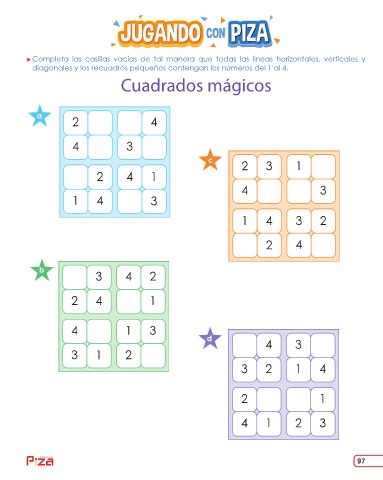 JUGANDO CON PIZA
Completa las casillas vacías de tal manera que todas las líneas horizontales, verticales y
diagonales y los recuadros pequeños contengan los números del 1 al 4.
Cuadrados mágicos
a
2 4
4 3
2 4 1
1 4 3
c
2 3 1
4 3
1 4 3 2
2 4
b
3 4 2
2 4 1
4 1 3
3 1 2
d
4 3
3 2 1 4
2 1
4 1 2 3
Piza
97